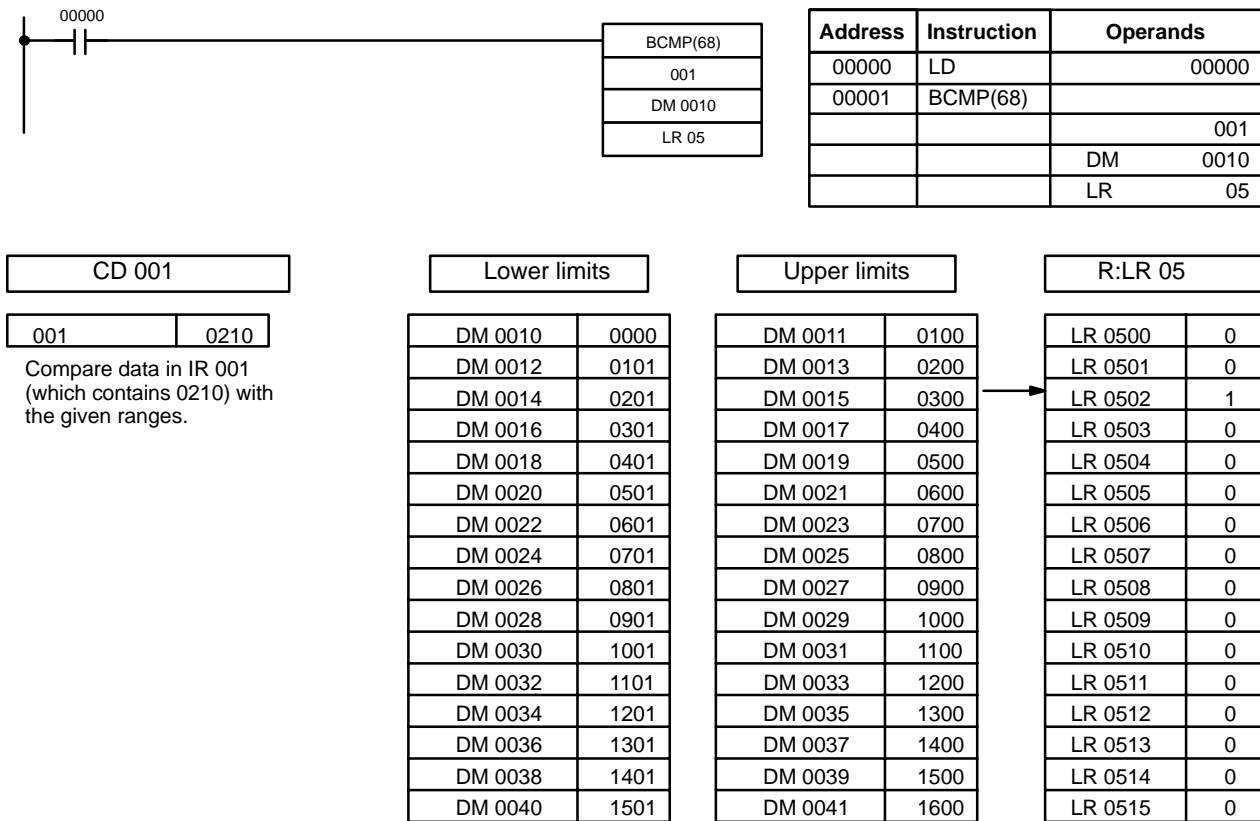 00000
BCMP(68)
001
DM 0010
LR 05
Address Instruction Operands
00000 LD 00000
00001 BCMP(68)
001
DM 0010
LR 05
CD 001 Lower limits Upper limits R:LR 05
001 0210
Compare data in IR 001
(which contains 0210) with
the given ranges.
DM 0010 0000 DM 0011 0100 LR 0500 0
DM 0012 0101 DM 0013 0200 LR 0501 0
DM 0014 0201 DM 0015 0300 LR 0502 1
DM 0016 0301 DM 0017 0400 LR 0503 0
DM 0018 0401 DM 0019 0500 LR 0504 0
DM 0020 0501 DM 0021 0600 LR 0505 0
DM 0022 0601 DM 0023 0700 LR 0506 0
DM 0024 0701 DM 0025 0800 LR 0507 0
DM 0026 0801 DM 0027 0900 LR 0508 0
DM 0028 0901 DM 0029 1000 LR 0509 0
DM 0030 1001 DM 0031 1100 LR 0510 0
DM 0032 1101 DM 0033 1200 LR 0511 0
DM 0034 1201 DM 0035 1300 LR 0512 0
DM 0036 1301 DM 0037 1400 LR 0513 0
DM 0038 1401 DM 0039 1500 LR 0514 0
DM 0040 1501 DM 0041 1600 LR 0515 0